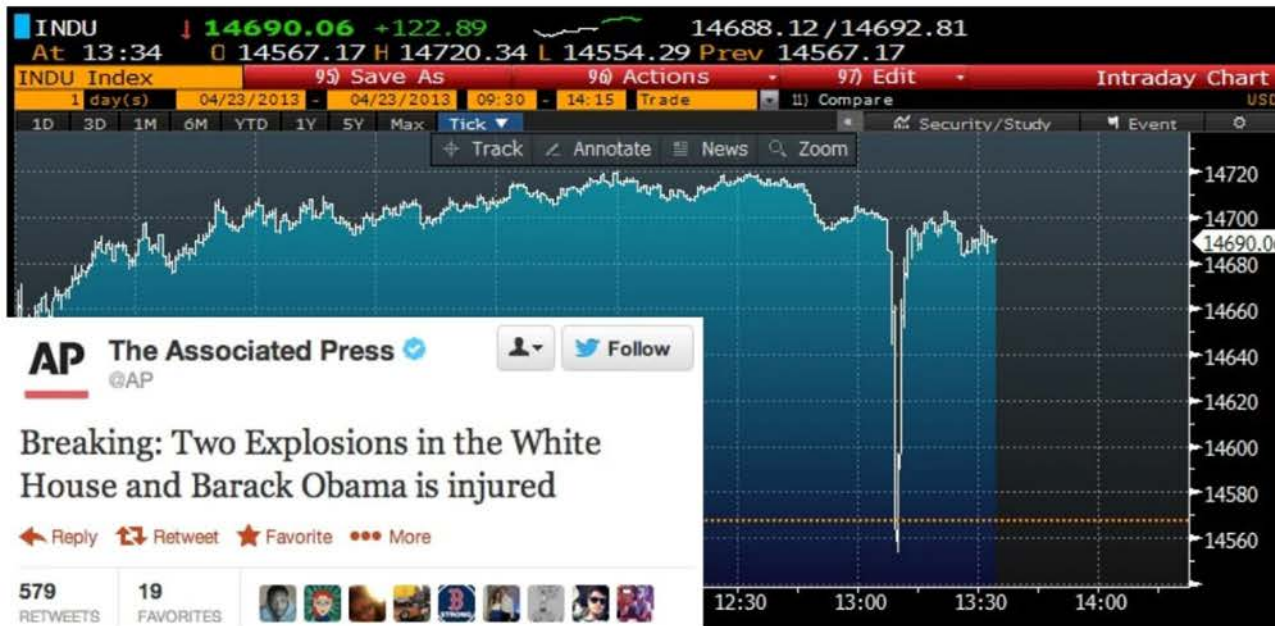 INDU 14690.06 +122.89 14688.12/14692.81
At 13:34 O 14567.17 H 14720.34 L 14554.29 Prev 14567.17
INDU Index 95) Save As 96) Actions 97) Edit Intraday Chart
1 day(s) 04/23/2013 - 04/23/2013 09:30 - 14:15 Trade 11) Compare USD
1D 3D 1M 6M YTD 1Y 5Y Max Tick ▼ Security/Study Event
Track Annotate News Zoom
14720
14700
14690.06
14680
14660
14640
14620
14600
14580
14560
12:30 13:00 13:30 14:00
AP The Associated Press
@AP
Follow
Breaking: Two Explosions in the White
House and Barack Obama is injured
Reply Retweet Favorite ••• More
579 19
RETWEETS FAVORITES
B
STRONG